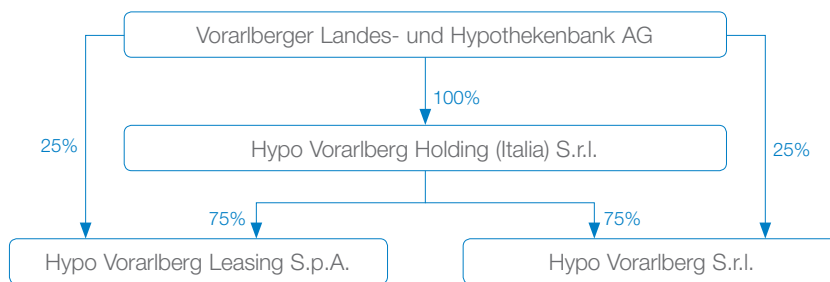 Vorarlberger Landes- und Hypothekenbank AG
100%
25%
Hypo Vorarlberg Holding (Italia) S.r.l.
25%
75%
75%
Hypo Vorarlberg Leasing S.p.A.
Hypo Vorarlberg S.r.l.